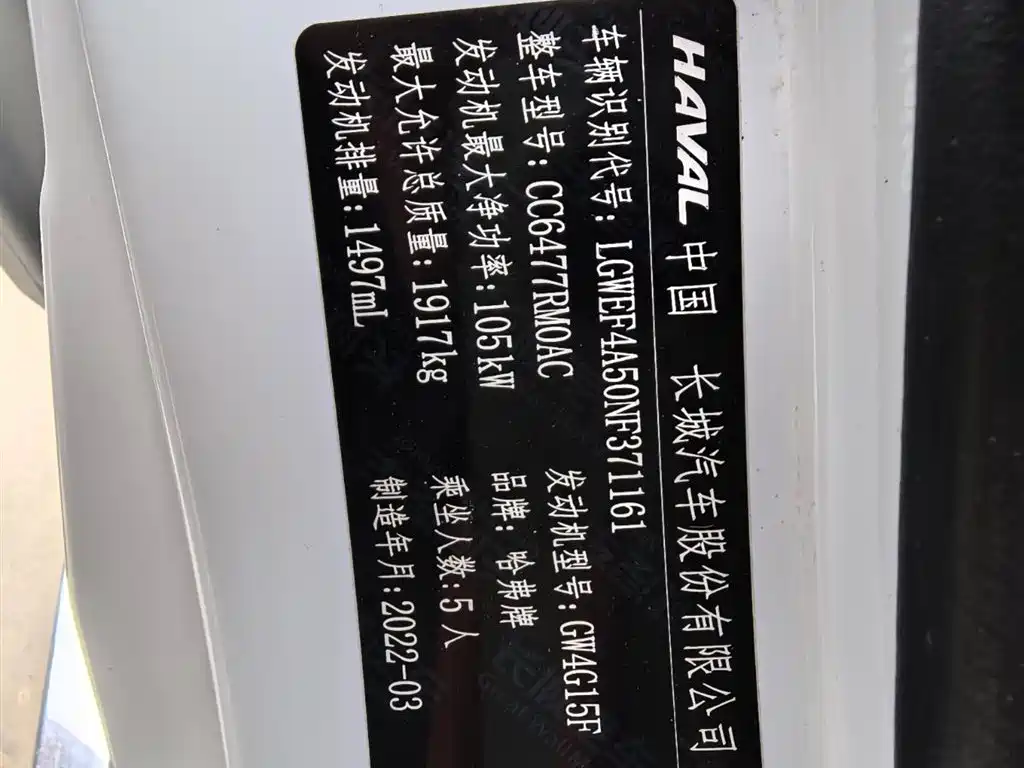 HAVAL 中国 长城汽车股份有限公司
车辆识别代号: LGWEF4A50NF371161
整车型号: CC6477RM0AC 发动机型号: GW4G15F
发动机最大净功率: 105kW 品牌: 哈弗牌
最大允许总质量: 1917kg 乘坐人数: 5人
发动机排量: 1497mL 制造年月: 2022-03